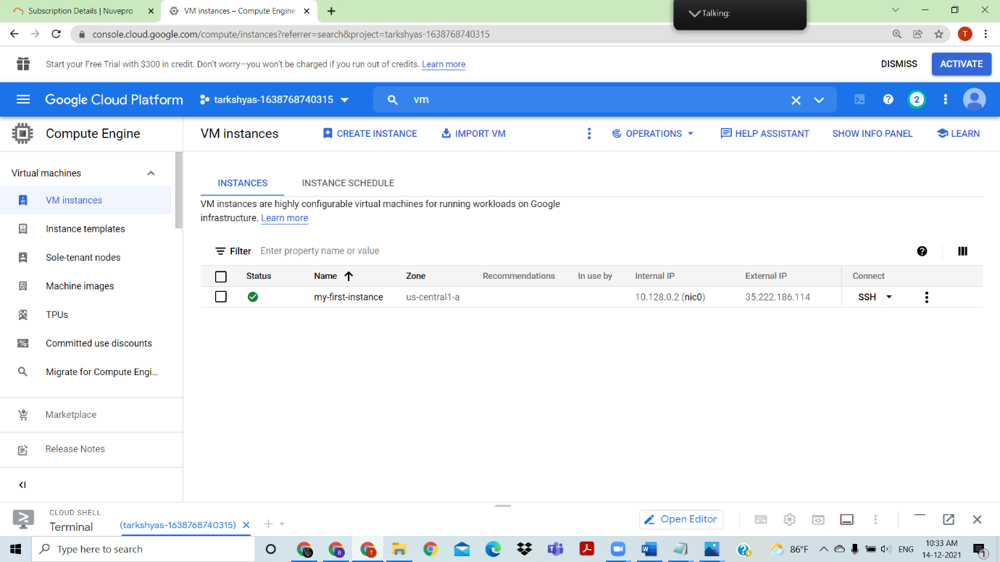 Subscription Details | Nuvepro
VM instances – Compute Engine
Talking:
console.cloud.google.com/compute/instances?referrer=search&project=tarkshyas-1638768740315
T
Start your Free Trial with $300 in credit. Don't worry—you won't be charged if you run out of credits. Learn more
DISMISS
ACTIVATE
Google Cloud Platform
tarkshyas-1638768740315
vm
2
Compute Engine
VM instances
CREATE INSTANCE
IMPORT VM
OPERATIONS
HELP ASSISTANT
SHOW INFO PANEL
LEARN
Virtual machines
VM instances
Instance templates
Sole-tenant nodes
Machine images
TPUs
Committed use discounts
Migrate for Compute Engi...
Marketplace
Release Notes
INSTANCES
INSTANCE SCHEDULE
VM instances are highly configurable virtual machines for running workloads on Google
infrastructure. Learn more
Filter Enter property name or value
Status Name Zone Recommendations In use by Internal IP External IP Connect
my-first-instance us-central1-a 10.128.0.2 (nic0) 35.222.186.114 SSH
CLOUD SHELL
Terminal
(tarkshyas-1638768740315)
Open Editor
Type here to search
86°F
ENG
10:33 AM
14-12-2021
1